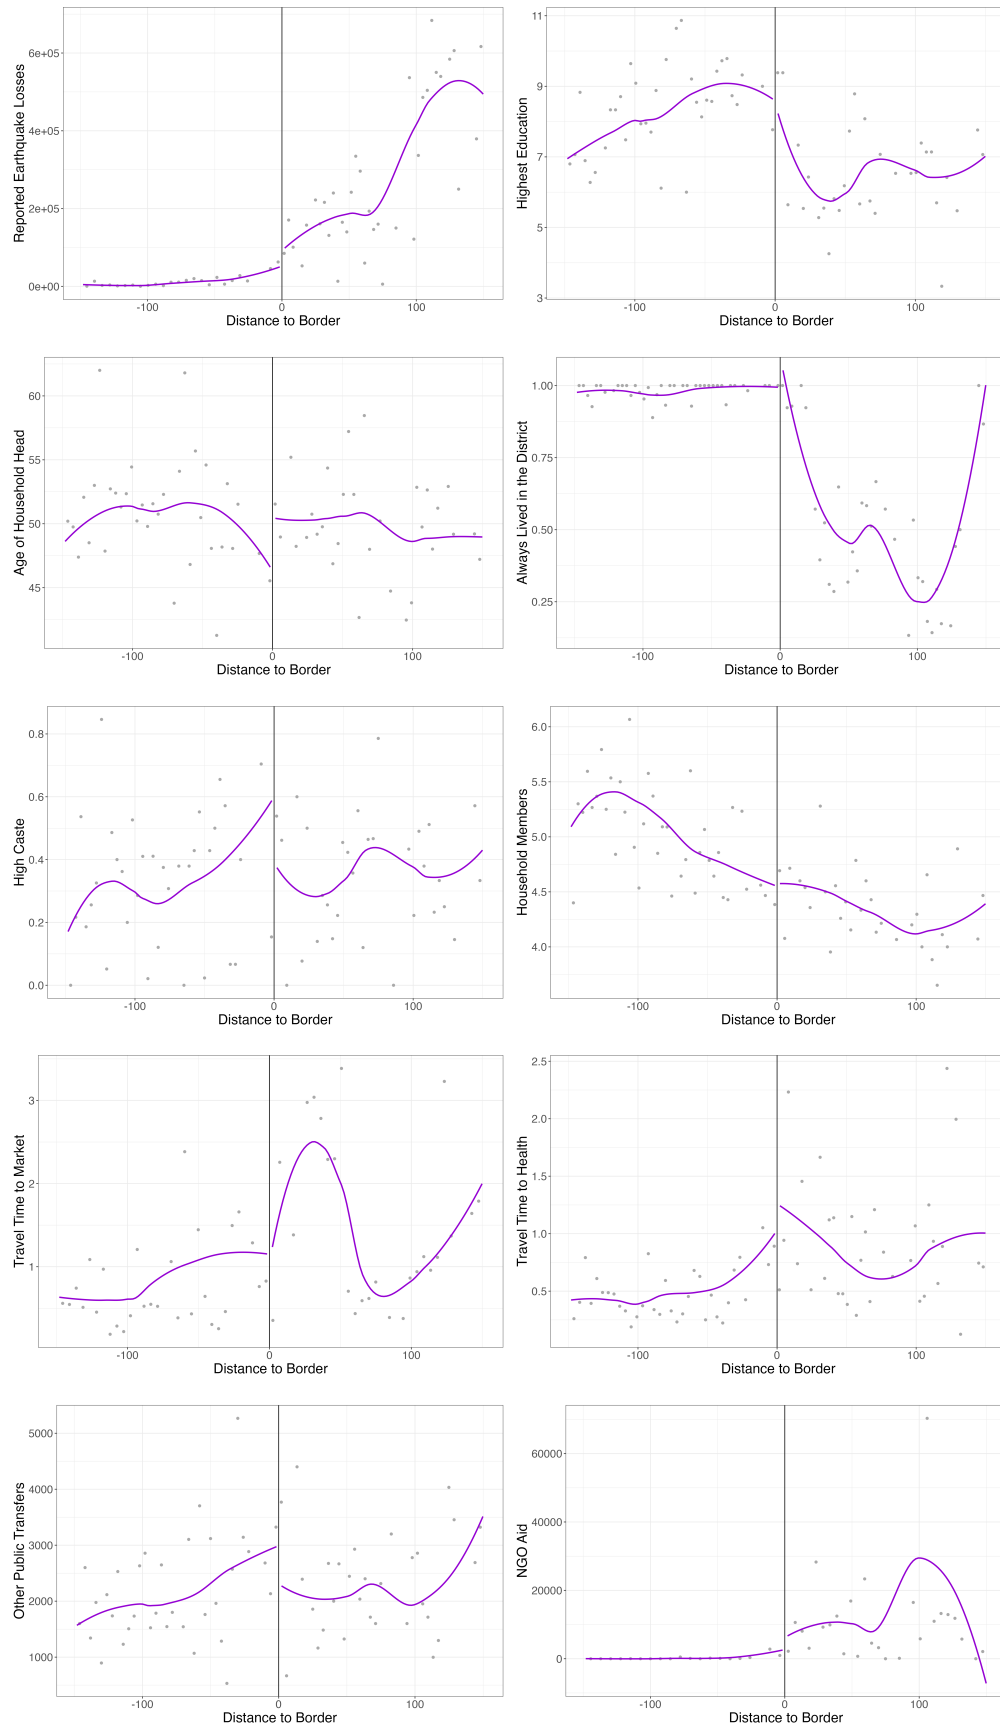 Reported Earthquake Losses
6e+05
4e+05
2e+05
0e+00
-100
0
100
Distance to Border
Highest Education
11
9
7
5
3
-100
0
100
Distance to Border
Age of Household Head
60
55
50
45
-100
0
100
Distance to Border
Always Lived in the District
1.00
0.75
0.50
0.25
-100
0
100
Distance to Border
High Caste
0.8
0.6
0.4
0.2
0.0
-100
0
100
Distance to Border
Household Members
6.0
5.5
5.0
4.5
4.0
-100
0
100
Distance to Border
Travel Time to Market
3
2
1
-100
0
100
Distance to Border
Travel Time to Health
2.5
2.0
1.5
1.0
0.5
-100
0
100
Distance to Border
Other Public Transfers
5000
4000
3000
2000
1000
-100
0
100
Distance to Border
NGO Aid
60000
40000
20000
0
-100
0
100
Distance to Border